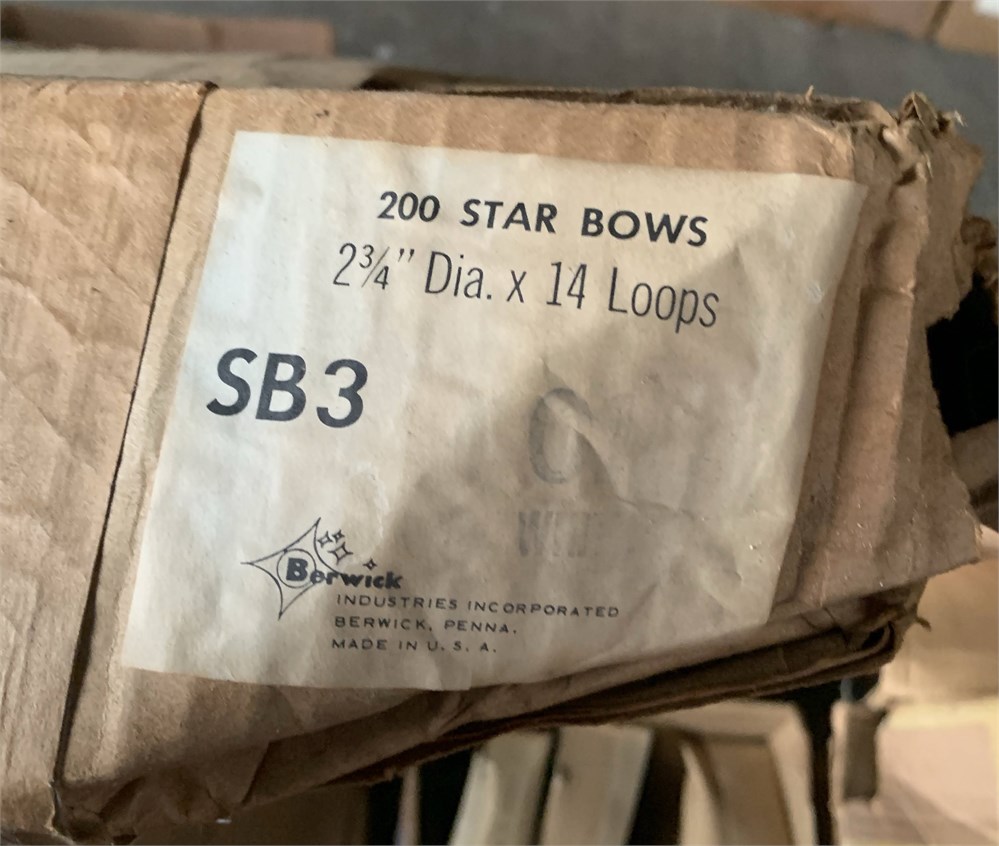 200 STAR BOWS
2¾" Dia. x 14 Loops
SB3
Berwick
INDUSTRIES INCORPORATED
BERWICK, PENNA.
MADE IN U. S. A.